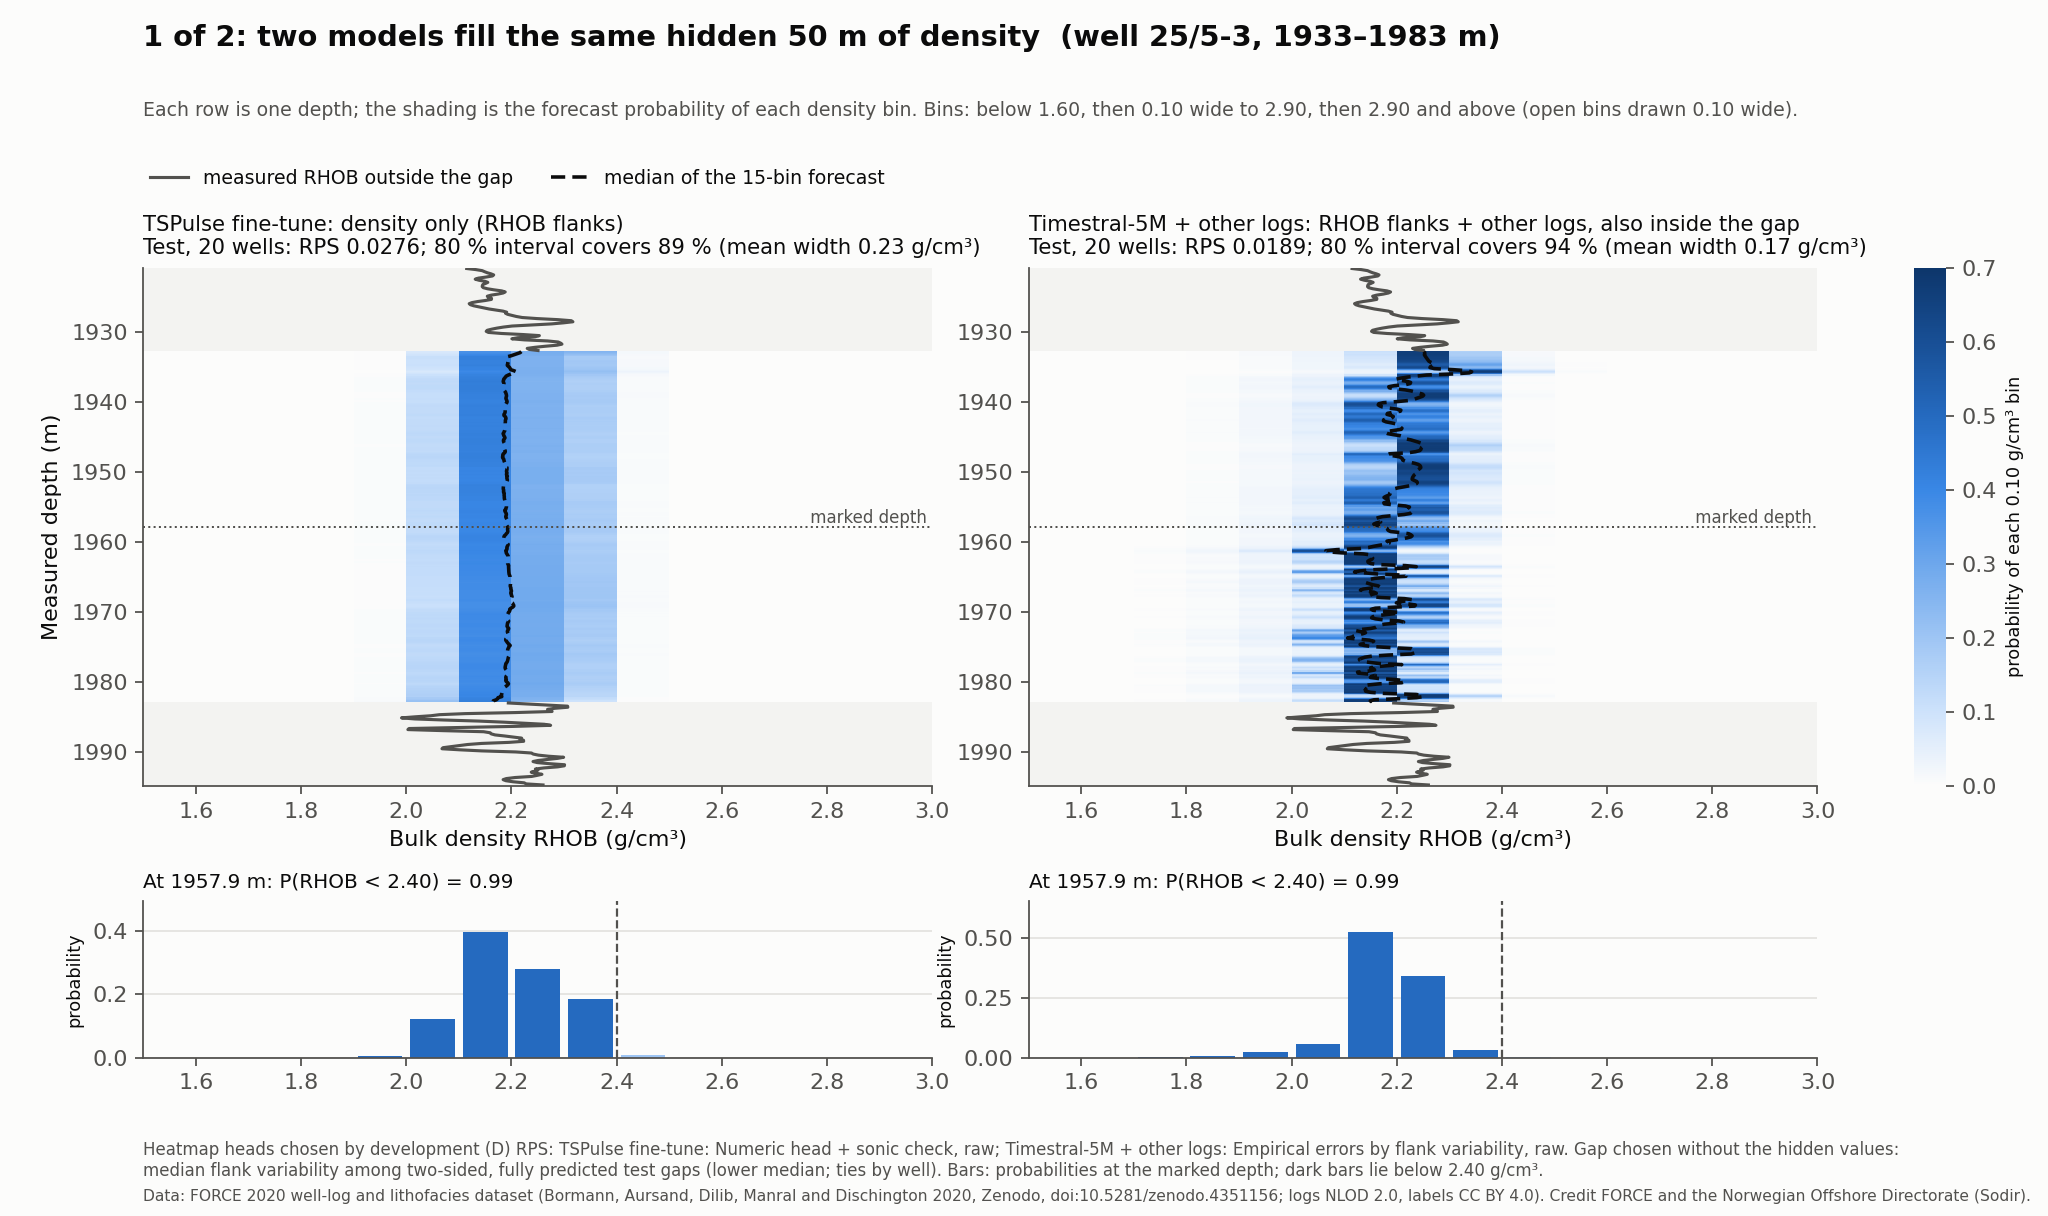 1 of 2: two models fill the same hidden 50 m of density  (well 25/5-3, 1933–1983 m)
Each row is one depth; the shading is the forecast probability of each density bin. Bins: below 1.60, then 0.10 wide to 2.90, then 2.90 and above (open bins drawn 0.10 wide).
measured RHOB outside the gap
median of the 15-bin forecast
TSPulse fine-tune: density only (RHOB flanks)
Test, 20 wells: RPS 0.0276; 80 % interval covers 89 % (mean width 0.23 g/cm³)
Measured depth (m)
1930
1940
1950
1960
1970
1980
1990
marked depth
1.6 1.8 2.0 2.2 2.4 2.6 2.8 3.0
Bulk density RHOB (g/cm³)
Timestral-5M + other logs: RHOB flanks + other logs, also inside the gap
Test, 20 wells: RPS 0.0189; 80 % interval covers 94 % (mean width 0.17 g/cm³)
1930
1940
1950
1960
1970
1980
1990
marked depth
1.6 1.8 2.0 2.2 2.4 2.6 2.8 3.0
Bulk density RHOB (g/cm³)
0.7
0.6
0.5
0.4
0.3
0.2
0.1
0.0
probability of each 0.10 g/cm³ bin
At 1957.9 m: P(RHOB < 2.40) = 0.99
probability
0.4
0.2
0.0
1.6 1.8 2.0 2.2 2.4 2.6 2.8 3.0
At 1957.9 m: P(RHOB < 2.40) = 0.99
probability
0.50
0.25
0.00
1.6 1.8 2.0 2.2 2.4 2.6 2.8 3.0
Heatmap heads chosen by development (D) RPS: TSPulse fine-tune: Numeric head + sonic check, raw; Timestral-5M + other logs: Empirical errors by flank variability, raw. Gap chosen without the hidden values:
median flank variability among two-sided, fully predicted test gaps (lower median; ties by well). Bars: probabilities at the marked depth; dark bars lie below 2.40 g/cm³.
Data: FORCE 2020 well-log and lithofacies dataset (Bormann, Aursand, Dilib, Manral and Dischington 2020, Zenodo, doi:10.5281/zenodo.4351156; logs NLOD 2.0, labels CC BY 4.0). Credit FORCE and the Norwegian Offshore Directorate (Sodir).